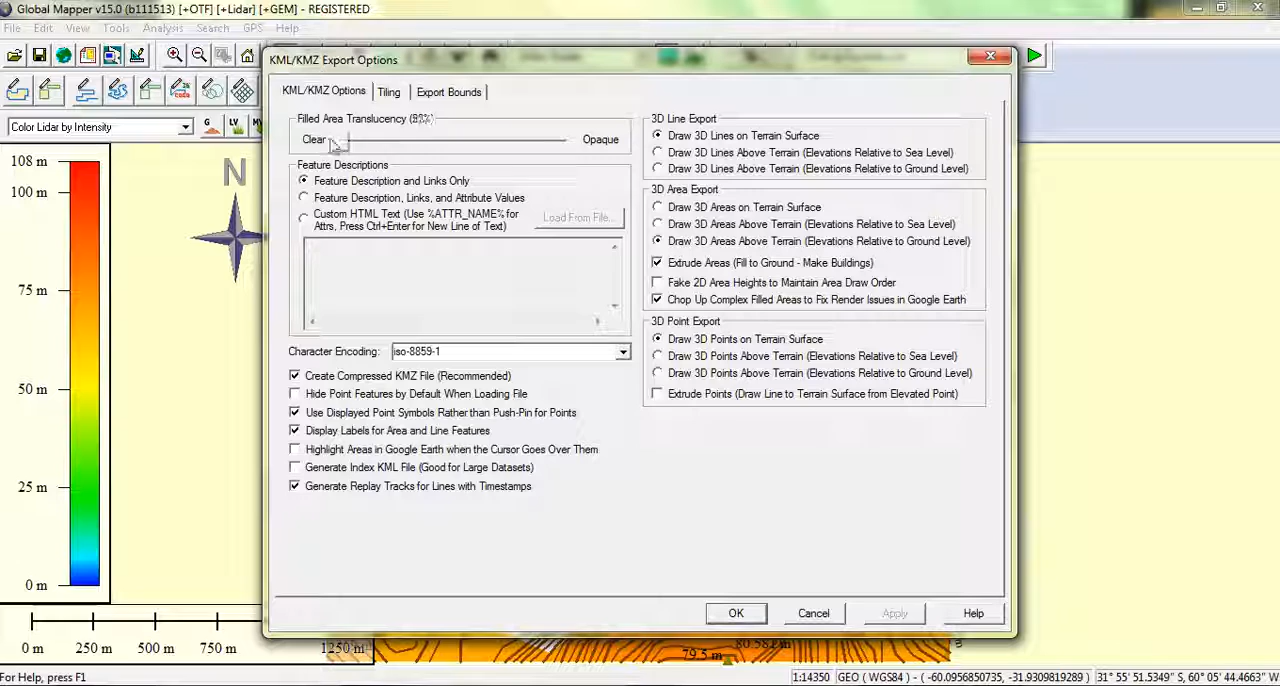 Global Mapper v15.0 (b111513) [+OTF] [+Lidar] [+GEM] - REGISTERED
File Edit View Tools Analysis Search GPS Help
KML/KMZ Export Options
KML/KMZ Options Tiling Export Bounds
Color Lidar by Intensity
Filled Area Translucency
Clear Opaque
Feature Descriptions
Feature Description and Links Only
Feature Description, Links, and Attribute Values
Custom HTML Text (Use %ATTR_NAME% for
Attrs, Press Ctrl+Enter for New Line of Text)
Load From File...
Character Encoding: iso-8859-1
Create Compressed KMZ File (Recommended)
Hide Point Features by Default When Loading File
Use Displayed Point Symbols Rather than Push-Pin for Points
Display Labels for Area and Line Features
Highlight Areas in Google Earth when the Cursor Goes Over Them
Generate Index KML File (Good for Large Datasets)
Generate Replay Tracks for Lines with Timestamps
3D Line Export
Draw 3D Lines on Terrain Surface
Draw 3D Lines Above Terrain (Elevations Relative to Sea Level)
Draw 3D Lines Above Terrain (Elevations Relative to Ground Level)
3D Area Export
Draw 3D Areas on Terrain Surface
Draw 3D Areas Above Terrain (Elevations Relative to Sea Level)
Draw 3D Areas Above Terrain (Elevations Relative to Ground Level)
Extrude Areas (Fill to Ground - Make Buildings)
Fake 2D Area Heights to Maintain Area Draw Order
Chop Up Complex Filled Areas to Fix Render Issues in Google Earth
3D Point Export
Draw 3D Points on Terrain Surface
Draw 3D Points Above Terrain (Elevations Relative to Sea Level)
Draw 3D Points Above Terrain (Elevations Relative to Ground Level)
Extrude Points (Draw Line to Terrain Surface from Elevated Point)
OK Cancel Apply Help
108 m
100 m
75 m
50 m
25 m
0 m
N
0 m 250 m 500 m 750 m 1250 m
79.5 m
80.582 m
For Help, press F1
1:14350 GEO ( WGS84 ) - ( -60.0956850735, -31.9309819289 ) 31° 55' 51.5349" S, 60° 05' 44.4663" W